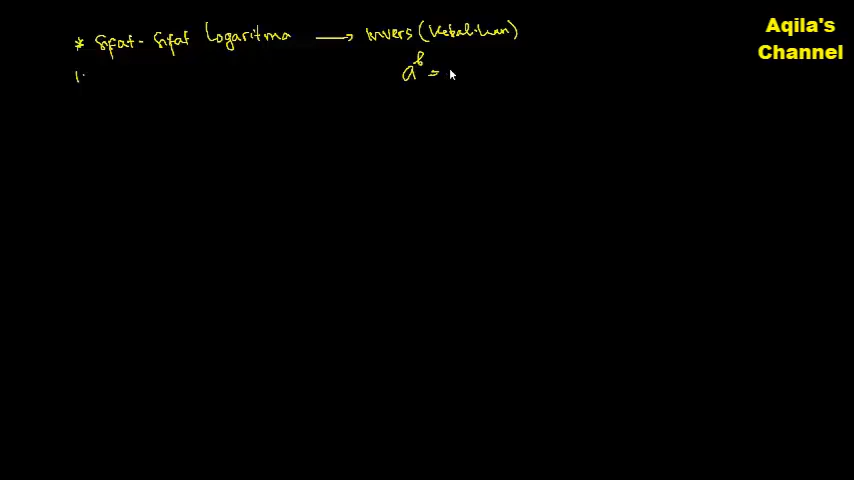 * Sifat-Sifat Logaritma → Invers (Kebalikan)
1. a^b =
Aqila's
Channel